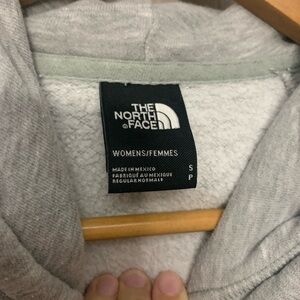 THE
NORTH
FACE
WOMENS/FEMMES
MADE IN MEXICO
FABRIQUÉ AU MEXIQUE
REGULAR/NORMALE
S
P